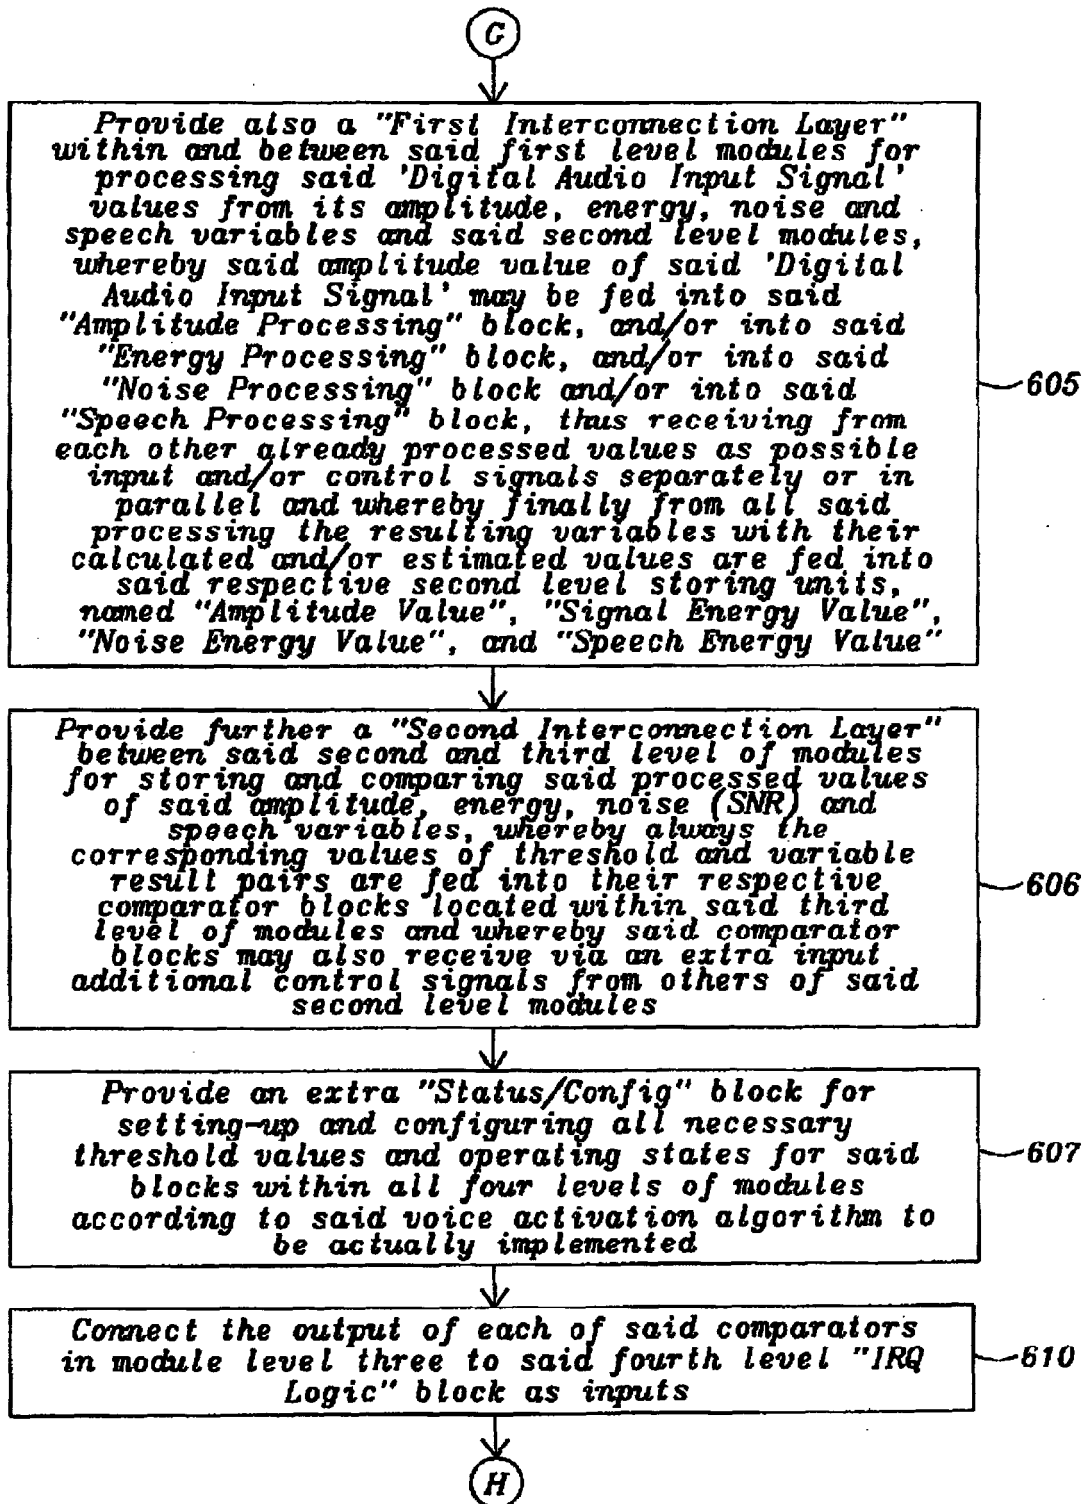 G
Provide also a "First Interconnection Layer"
within and between said first level modules for
processing said 'Digital Audio Input Signal'
values from its amplitude, energy, noise and
speech variables and said second level modules,
whereby said amplitude value of said 'Digital
Audio Input Signal' may be fed into said
"Amplitude Processing" block, and/or into said
"Energy Processing" block, and/or into said
"Noise Processing" block and/or into said
"Speech Processing" block, thus receiving from
each other already processed values as possible
input and/or control signals separately or in
parallel and whereby finally from all said
processing the resulting variables with their
calculated and/or estimated values are fed into
said respective second level storing units,
named "Amplitude Value", "Signal Energy Value",
"Noise Energy Value", and "Speech Energy Value"
605
Provide further a "Second Interconnection Layer"
between said second and third level of modules
for storing and comparing said processed values
of said amplitude, energy, noise (SNR) and
speech variables, whereby always the
corresponding values of threshold and variable
result pairs are fed into their respective
comparator blocks located within said third
level of modules and whereby said comparator
blocks may also receive via an extra input
additional control signals from others of said
second level modules
606
Provide an extra "Status/Config" block for
setting-up and configuring all necessary
threshold values and operating states for said
blocks within all four levels of modules
according to said voice activation algorithm to
be actually implemented
607
Connect the output of each of said comparators
in module level three to said fourth level "IRQ
Logic" block as inputs
610
H